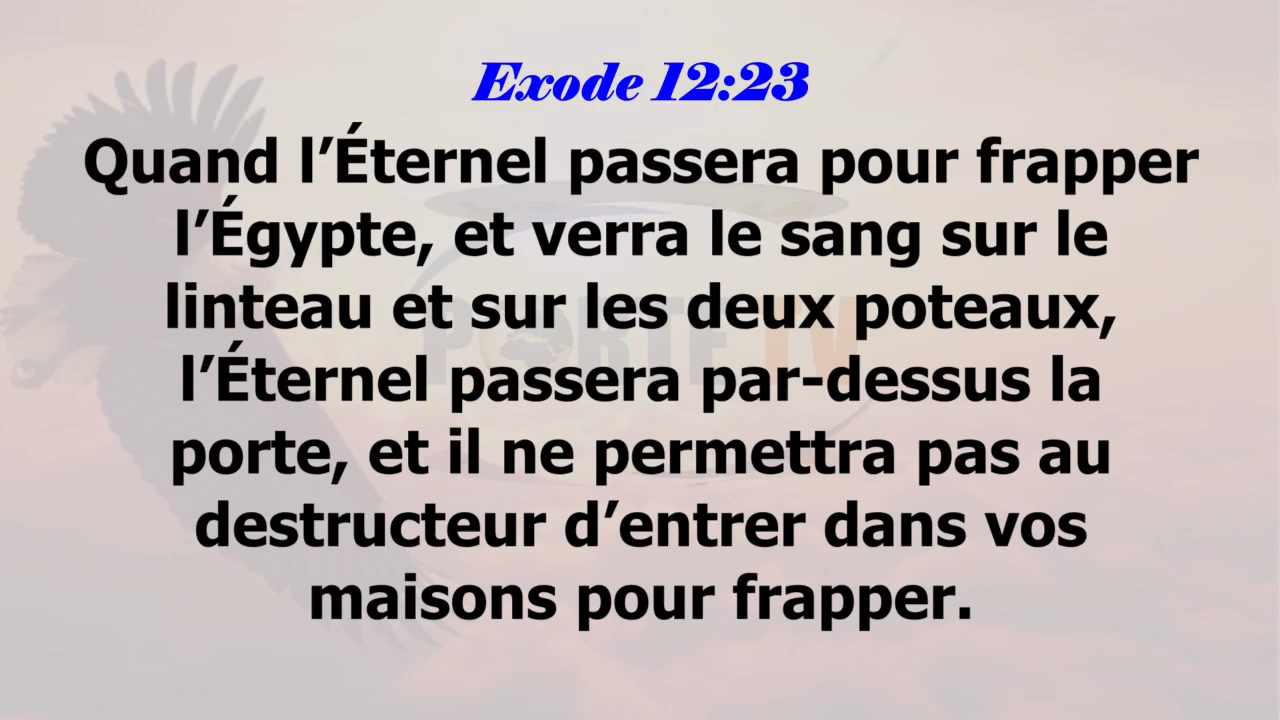 Exode 12:23
Quand l’Éternel passera pour frapper
l’Égypte, et verra le sang sur le
linteau et sur les deux poteaux,
l’Éternel passera par-dessus la
porte, et il ne permettra pas au
destructeur d’entrer dans vos
maisons pour frapper.
PORTE TV